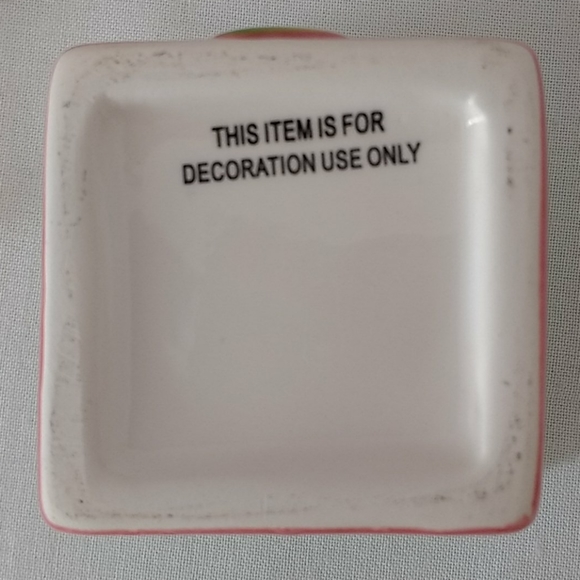 THIS ITEM IS FOR
DECORATION USE ONLY